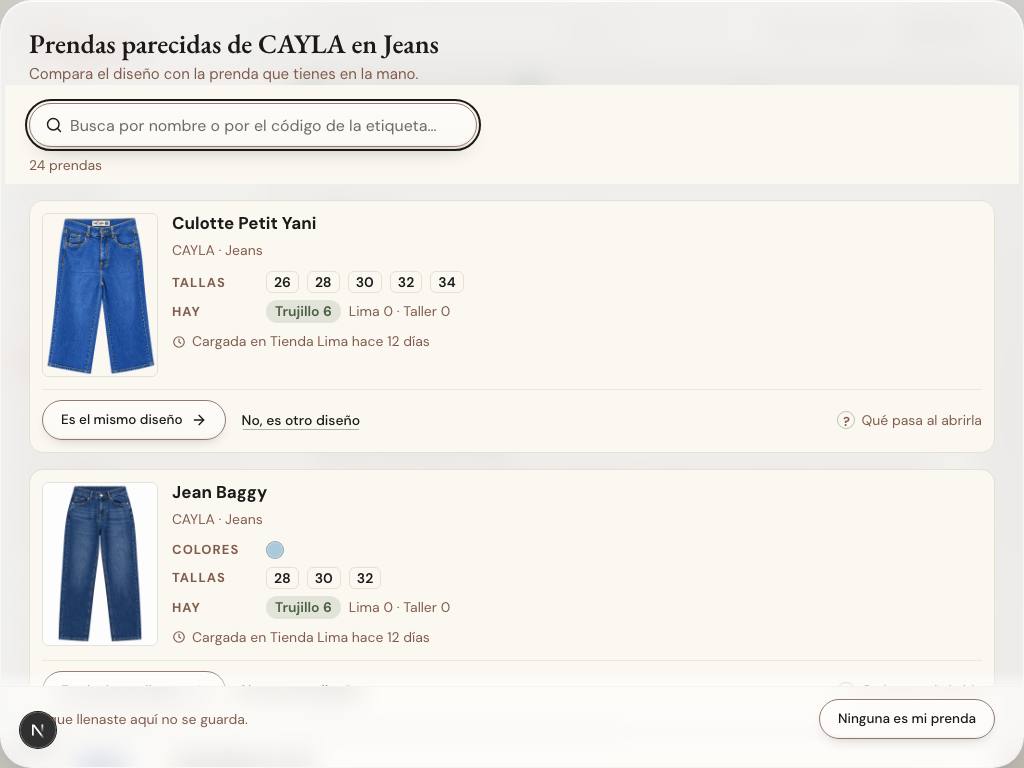 Prendas parecidas de CAYLA en Jeans
Compara el diseño con la prenda que tienes en la mano.
Busca por nombre o por el código de la etiqueta...
24 prendas
Culotte Petit Yani
CAYLA · Jeans
TALLAS 26 28 30 32 34
HAY Trujillo 6 Lima 0 · Taller 0
Cargada en Tienda Lima hace 12 días
Es el mismo diseño → No, es otro diseño ? Qué pasa al abrirla
Jean Baggy
CAYLA · Jeans
COLORES
TALLAS 28 30 32
HAY Trujillo 6 Lima 0 · Taller 0
Cargada en Tienda Lima hace 12 días
llenaste aquí no se guarda. Ninguna es mi prenda
N